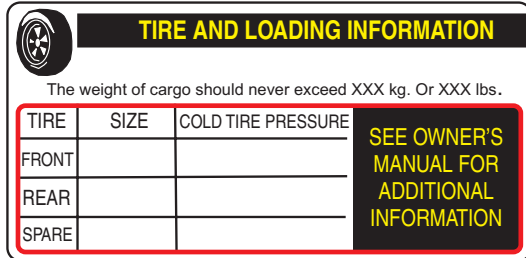 TIRE AND LOADING INFORMATION
The weight of cargo should never exceed XXX kg. Or XXX lbs.
TIRE SIZE COLD TIRE PRESSURE
FRONT
REAR
SPARE
SEE OWNER'S
MANUAL FOR
ADDITIONAL
INFORMATION